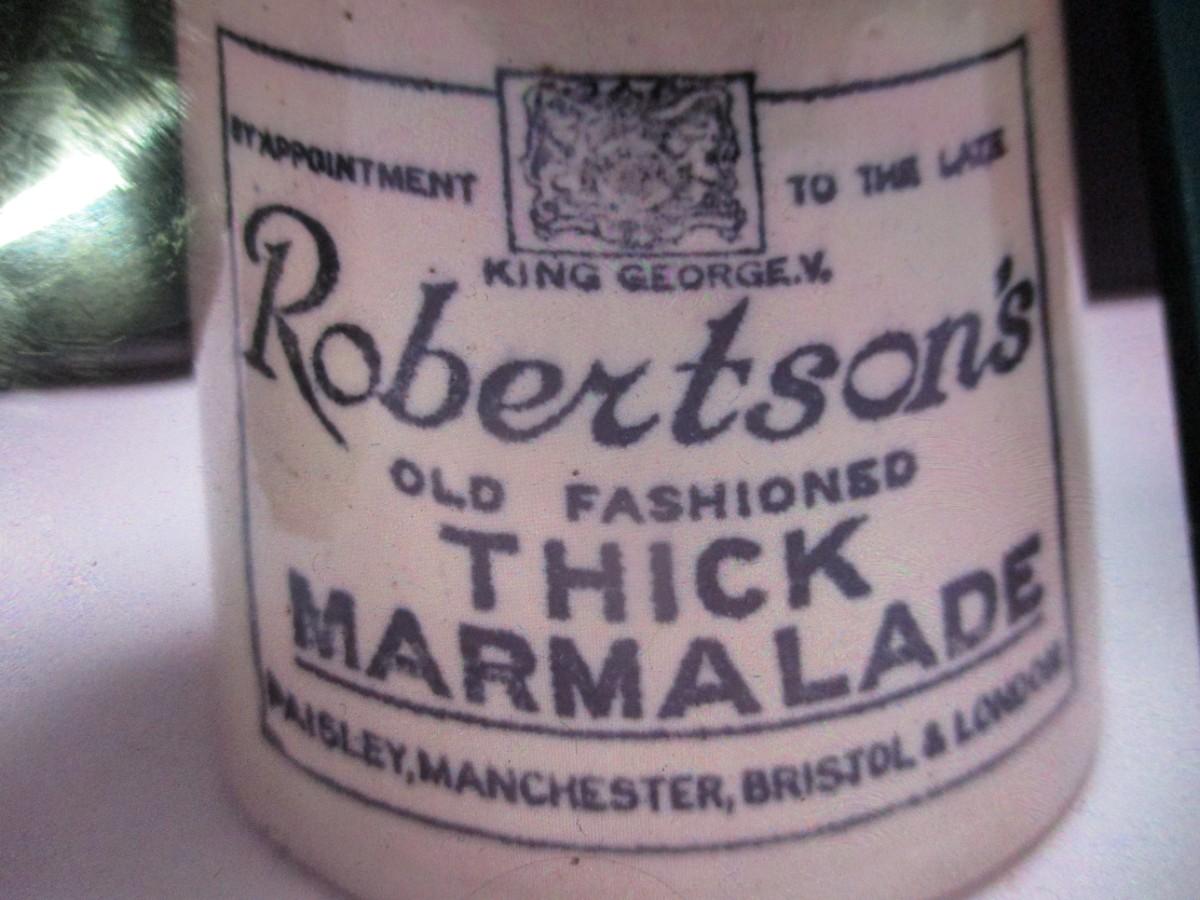 BY APPOINTMENT TO THE LATE
KING GEORGE.V.
Robertson's
OLD FASHIONED
THICK
MARMALADE
PAISLEY, MANCHESTER, BRISTOL & LONDON